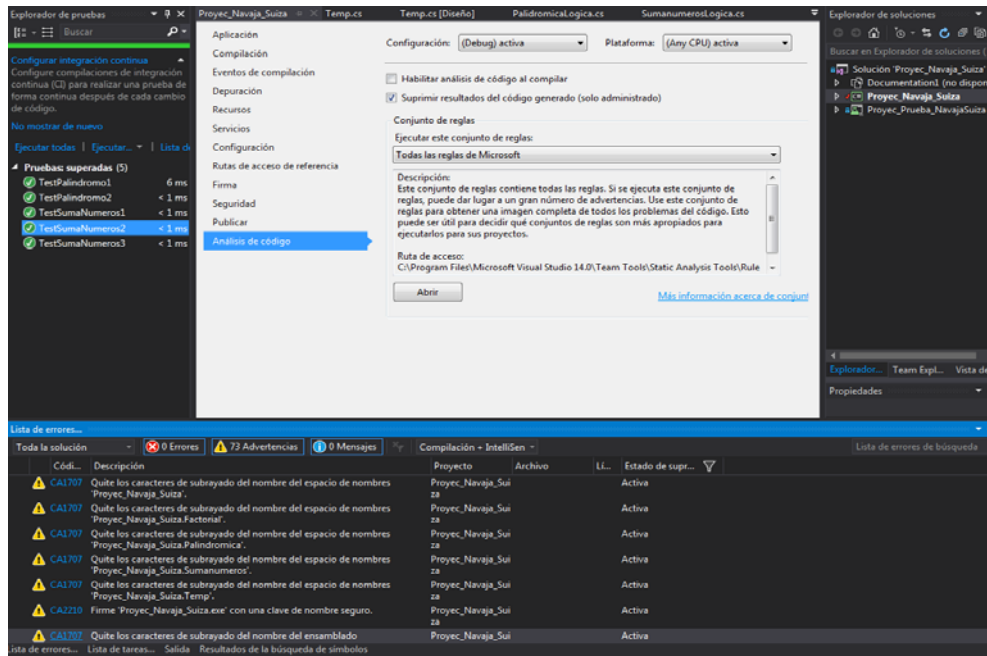 Explorador de pruebas
Buscar
Configurar integración continua
Configure compilaciones de integración
continua (CI) para realizar una prueba de
forma continua después de cada cambio
de código.
No mostrar de nuevo
Ejecutar todas | Ejecutar... | Lista d
Pruebas: superadas (5)
TestPalindromo1 6 ms
TestPalindromo2 < 1 ms
TestSumaNumeros1 < 1 ms
TestSumaNumeros2 < 1 ms
TestSumaNumeros3 < 1 ms
Proyec_Navaja_Suiza Temp.cs Temp.cs [Diseño] PalidromicaLogica.cs SumanumerosLogica.cs
Aplicación
Compilación
Eventos de compilación
Depuración
Recursos
Servicios
Configuración
Rutas de acceso de referencia
Firma
Seguridad
Publicar
Análisis de código
Configuración: (Debug) activa Plataforma: (Any CPU) activa
Habilitar análisis de código al compilar
Suprimir resultados del código generado (solo administrado)
Conjunto de reglas
Ejecutar este conjunto de reglas:
Todas las reglas de Microsoft
Descripción:
Este conjunto de reglas contiene todas las reglas. Si se ejecuta este conjunto de
reglas, puede dar lugar a un gran número de advertencias. Use este conjunto de
reglas para obtener una imagen completa de todos los problemas del código. Esto
puede ser útil para decidir qué conjuntos de reglas son más apropiados para
ejecutarlos para sus proyectos.
Ruta de acceso:
C:\Program Files\Microsoft Visual Studio 14.0\Team Tools\Static Analysis Tools\Rule
Abrir
Más información acerca de conjunt
Explorador de soluciones
Buscar en Explorador de soluciones (
Solución 'Proyec_Navaja_Suiza'
Documentation1 (no dispon
Proyec_Navaja_Suiza
Proyec_Prueba_NavajaSuiza
Explorador... Team Expl... Vista de
Propiedades
Lista de errores...
Toda la solución 0 Errores 73 Advertencias 0 Mensajes Compilación + IntelliSen Lista de errores de búsqueda
Códi... Descripción Proyecto Archivo Lí... Estado de supr...
CA1707 Quite los caracteres de subrayado del nombre del espacio de nombres Proyec_Navaja_Sui Activa
'Proyec_Navaja_Suiza'. za
CA1707 Quite los caracteres de subrayado del nombre del espacio de nombres Proyec_Navaja_Sui Activa
'Proyec_Navaja_Suiza.Factorial'. za
CA1707 Quite los caracteres de subrayado del nombre del espacio de nombres Proyec_Navaja_Sui Activa
'Proyec_Navaja_Suiza.Palindromica'. za
CA1707 Quite los caracteres de subrayado del nombre del espacio de nombres Proyec_Navaja_Sui Activa
'Proyec_Navaja_Suiza.Sumanumeros'. za
CA1707 Quite los caracteres de subrayado del nombre del espacio de nombres Proyec_Navaja_Sui Activa
'Proyec_Navaja_Suiza.Temp'. za
CA2210 Firme 'Proyec_Navaja_Suiza.exe' con una clave de nombre seguro. Proyec_Navaja_Sui Activa
za
CA1707 Quite los caracteres de subrayado del nombre del ensamblado Proyec_Navaja_Sui Activa
ista de errores... Lista de tareas... Salida Resultados de la búsqueda de símbolos